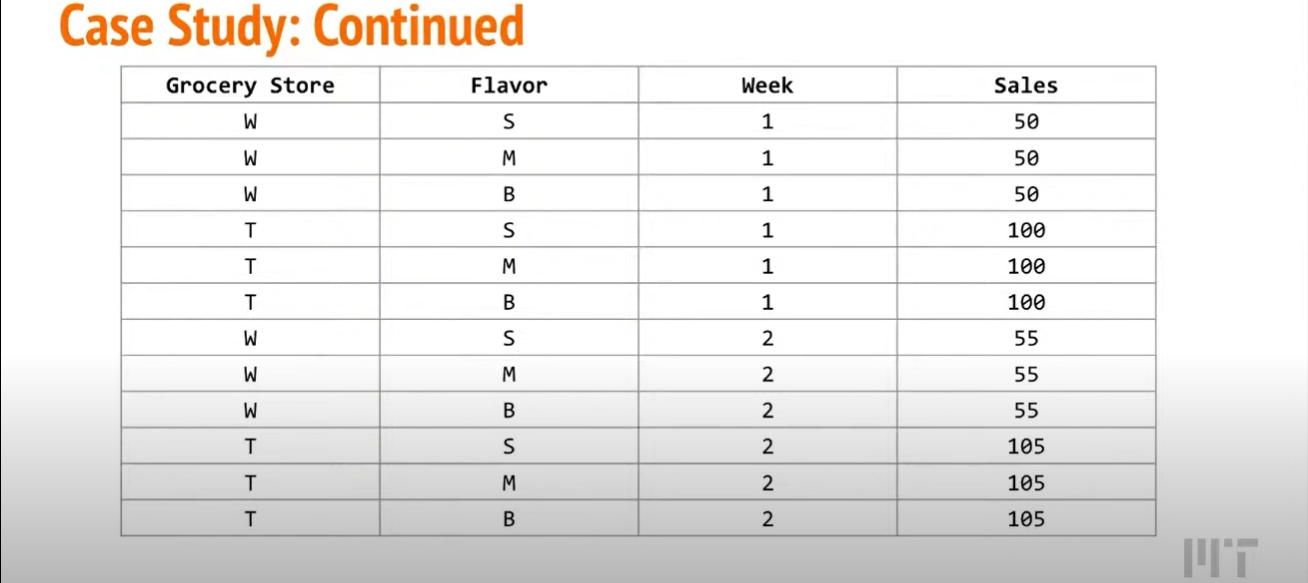 Case Study: Continued
Grocery Store Flavor Week Sales
W S 1 50
W M 1 50
W B 1 50
T S 1 100
T M 1 100
T B 1 100
W S 2 55
W M 2 55
W B 2 55
T S 2 105
T M 2 105
T B 2 105
MIT